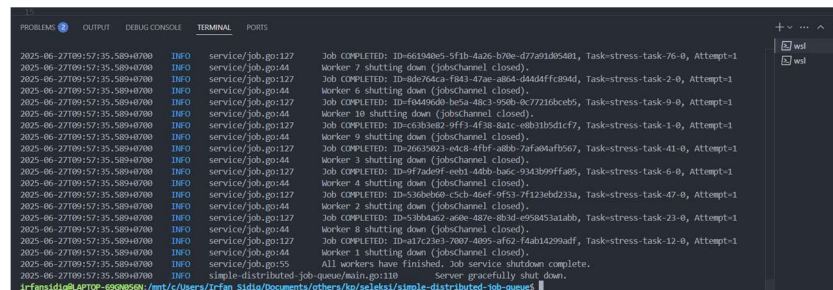 15
PROBLEMS 2 OUTPUT DEBUG CONSOLE TERMINAL PORTS
wsl
wsl
2025-06-27T09:57:35.589+0700 INFO service/job.go:127 Job COMPLETED: ID=661940e5-5f1b-4a26-b70e-d77a91d05401, Task=stress-task-76-0, Attempt=1
2025-06-27T09:57:35.589+0700 INFO service/job.go:44 Worker 7 shutting down (jobsChannel closed).
2025-06-27T09:57:35.589+0700 INFO service/job.go:127 Job COMPLETED: ID=8de764ca-f843-47ae-a864-d44d4ffc894d, Task=stress-task-2-0, Attempt=1
2025-06-27T09:57:35.589+0700 INFO service/job.go:44 Worker 6 shutting down (jobsChannel closed).
2025-06-27T09:57:35.589+0700 INFO service/job.go:127 Job COMPLETED: ID=f04496d0-be5a-48c3-950b-0c77216bceb5, Task=stress-task-9-0, Attempt=1
2025-06-27T09:57:35.589+0700 INFO service/job.go:44 Worker 10 shutting down (jobsChannel closed).
2025-06-27T09:57:35.589+0700 INFO service/job.go:127 Job COMPLETED: ID=c63b3e82-9ff3-4f38-8a1c-e8b31b5d1cf7, Task=stress-task-1-0, Attempt=1
2025-06-27T09:57:35.589+0700 INFO service/job.go:44 Worker 9 shutting down (jobsChannel closed).
2025-06-27T09:57:35.589+0700 INFO service/job.go:127 Job COMPLETED: ID=26635023-e4c8-4fbf-a8bb-7afa04afb567, Task=stress-task-41-0, Attempt=1
2025-06-27T09:57:35.589+0700 INFO service/job.go:44 Worker 3 shutting down (jobsChannel closed).
2025-06-27T09:57:35.589+0700 INFO service/job.go:127 Job COMPLETED: ID=9f7ade9f-eeb1-44bb-ba6c-9343b99ffa05, Task=stress-task-6-0, Attempt=1
2025-06-27T09:57:35.589+0700 INFO service/job.go:44 Worker 4 shutting down (jobsChannel closed).
2025-06-27T09:57:35.589+0700 INFO service/job.go:127 Job COMPLETED: ID=536beb60-c5cb-46ef-9f53-7f123ebd233a, Task=stress-task-47-0, Attempt=1
2025-06-27T09:57:35.589+0700 INFO service/job.go:44 Worker 2 shutting down (jobsChannel closed).
2025-06-27T09:57:35.589+0700 INFO service/job.go:127 Job COMPLETED: ID=53bb4a62-a60e-487e-8b3d-e958453a1abb, Task=stress-task-23-0, Attempt=1
2025-06-27T09:57:35.589+0700 INFO service/job.go:44 Worker 8 shutting down (jobsChannel closed).
2025-06-27T09:57:35.589+0700 INFO service/job.go:127 Job COMPLETED: ID=a17c23e3-7007-4095-af62-f4ab14299adf, Task=stress-task-12-0, Attempt=1
2025-06-27T09:57:35.589+0700 INFO service/job.go:44 Worker 1 shutting down (jobsChannel closed).
2025-06-27T09:57:35.589+0700 INFO service/job.go:55 All workers have finished. Job service shutdown complete.
2025-06-27T09:57:35.589+0700 INFO simple-distributed-job-queue/main.go:110 Server gracefully shut down.
irfansidiq@LAPTOP-69GN056N:/mnt/c/Users/Irfan Sidiq/Documents/others/kp/seleksi/simple-distributed-job-queue$